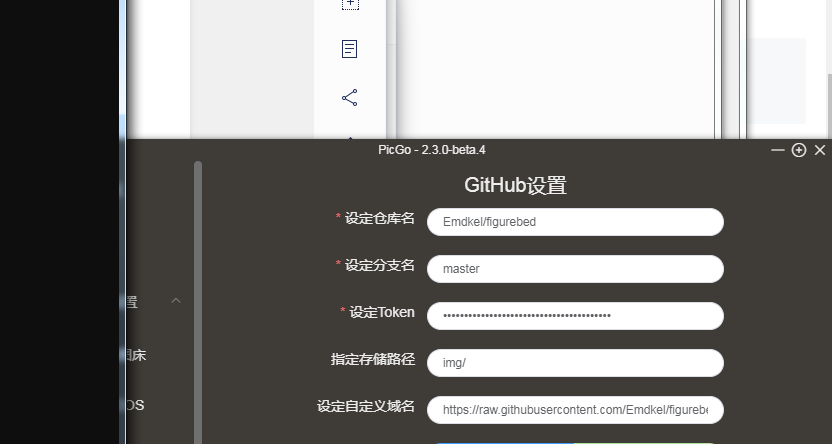 PicGo - 2.3.0-beta.4
GitHub设置
* 设定仓库名
Emdkel/figurebed
* 设定分支名
master
* 设定Token
••••••••••••••••••••••••••••••••••••••••
指定存储路径
img/
设定自定义域名
https://raw.githubusercontent.com/Emdkel/figurebe
置
床
OS